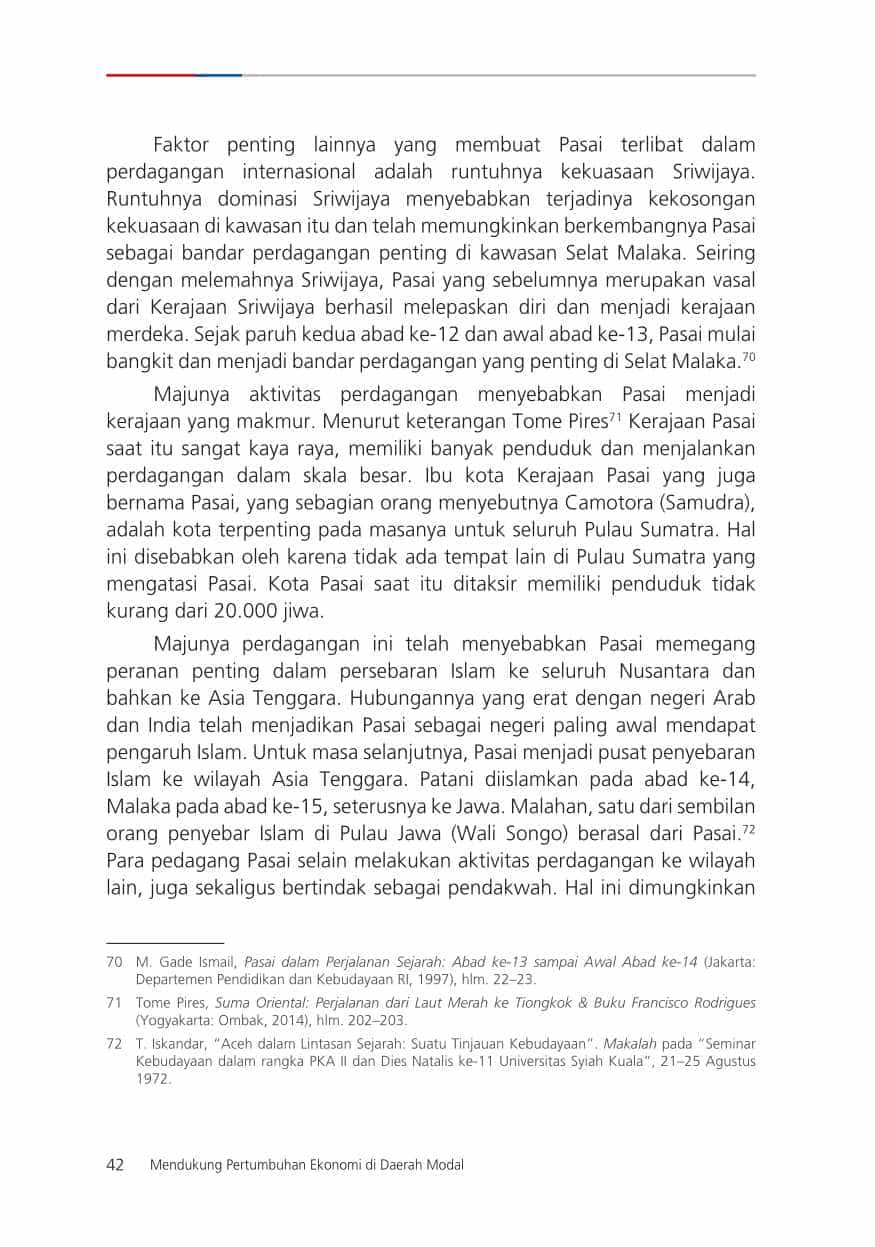 Faktor penting lainnya yang membuat Pasai terlibat dalam
perdagangan internasional adalah runtuhnya kekuasaan Sriwijaya.
Runtuhnya dominasi Sriwijaya menyebabkan terjadinya kekosongan
kekuasaan di kawasan itu dan telah memungkinkan berkembangnya Pasai
sebagai bandar perdagangan penting di kawasan Selat Malaka. Seiring
dengan melemahnya Sriwijaya, Pasai yang sebelumnya merupakan vasal
dari Kerajaan Sriwijaya berhasil melepaskan diri dan menjadi kerajaan
merdeka. Sejak paruh kedua abad ke-12 dan awal abad ke-13, Pasai mulai
bangkit dan menjadi bandar perdagangan yang penting di Selat Malaka.70
Majunya aktivitas perdagangan menyebabkan Pasai menjadi
kerajaan yang makmur. Menurut keterangan Tome Pires71 Kerajaan Pasai
saat itu sangat kaya raya, memiliki banyak penduduk dan menjalankan
perdagangan dalam skala besar. Ibu kota Kerajaan Pasai yang juga
bernama Pasai, yang sebagian orang menyebutnya Camotora (Samudra),
adalah kota terpenting pada masanya untuk seluruh Pulau Sumatra. Hal
ini disebabkan oleh karena tidak ada tempat lain di Pulau Sumatra yang
mengatasi Pasai. Kota Pasai saat itu ditaksir memiliki penduduk tidak
kurang dari 20.000 jiwa.
Majunya perdagangan ini telah menyebabkan Pasai memegang
peranan penting dalam persebaran Islam ke seluruh Nusantara dan
bahkan ke Asia Tenggara. Hubungannya yang erat dengan negeri Arab
dan India telah menjadikan Pasai sebagai negeri paling awal mendapat
pengaruh Islam. Untuk masa selanjutnya, Pasai menjadi pusat penyebaran
Islam ke wilayah Asia Tenggara. Patani diislamkan pada abad ke-14,
Malaka pada abad ke-15, seterusnya ke Jawa. Malahan, satu dari sembilan
orang penyebar Islam di Pulau Jawa (Wali Songo) berasal dari Pasai.72
Para pedagang Pasai selain melakukan aktivitas perdagangan ke wilayah
lain, juga sekaligus bertindak sebagai pendakwah. Hal ini dimungkinkan
70 M. Gade Ismail, Pasai dalam Perjalanan Sejarah: Abad ke-13 sampai Awal Abad ke-14 (Jakarta:
Departemen Pendidikan dan Kebudayaan RI, 1997), hlm. 22–23.
71 Tome Pires, Suma Oriental: Perjalanan dari Laut Merah ke Tiongkok & Buku Francisco Rodrigues
(Yogyakarta: Ombak, 2014), hlm. 202–203.
72 T. Iskandar, “Aceh dalam Lintasan Sejarah: Suatu Tinjauan Kebudayaan”. Makalah pada “Seminar
Kebudayaan dalam rangka PKA II dan Dies Natalis ke-11 Universitas Syiah Kuala”, 21–25 Agustus
1972.
42 Mendukung Pertumbuhan Ekonomi di Daerah Modal